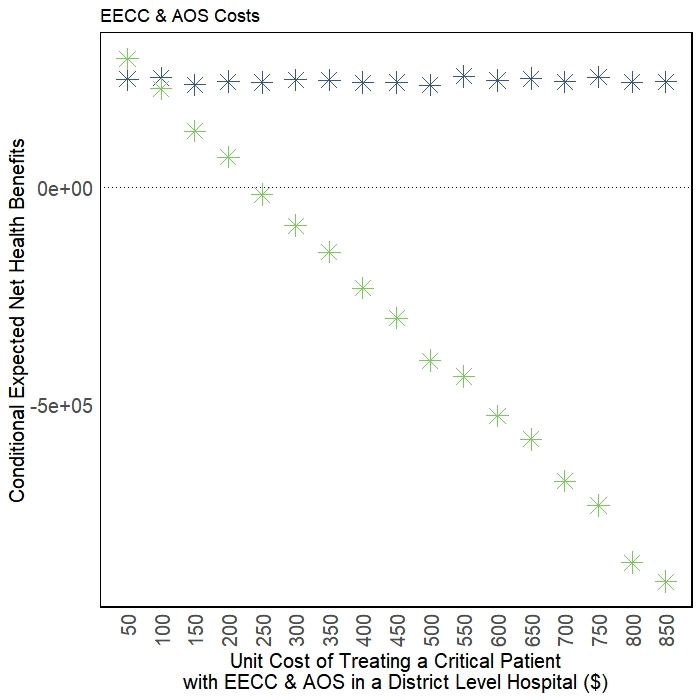 EECC & AOS Costs
Conditional Expected Net Health Benefits
0e+00
-5e+05
50 100 150 200 250 300 350 400 450 500 550 600 650 700 750 800 850
Unit Cost of Treating a Critical Patient
with EECC & AOS in a District Level Hospital ($)